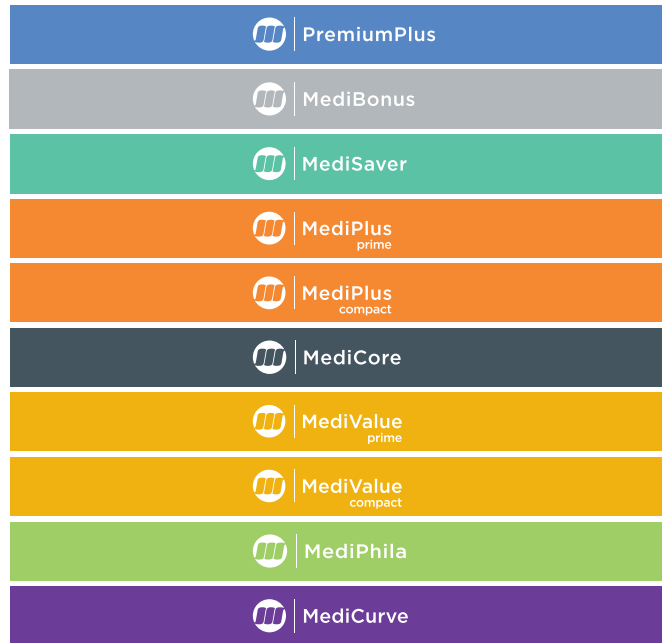 PremiumPlus
MediBonus
MediSaver
MediPlus
prime
MediPlus
compact
MediCore
MediValue
prime
MediValue
compact
MediPhila
MediCurve